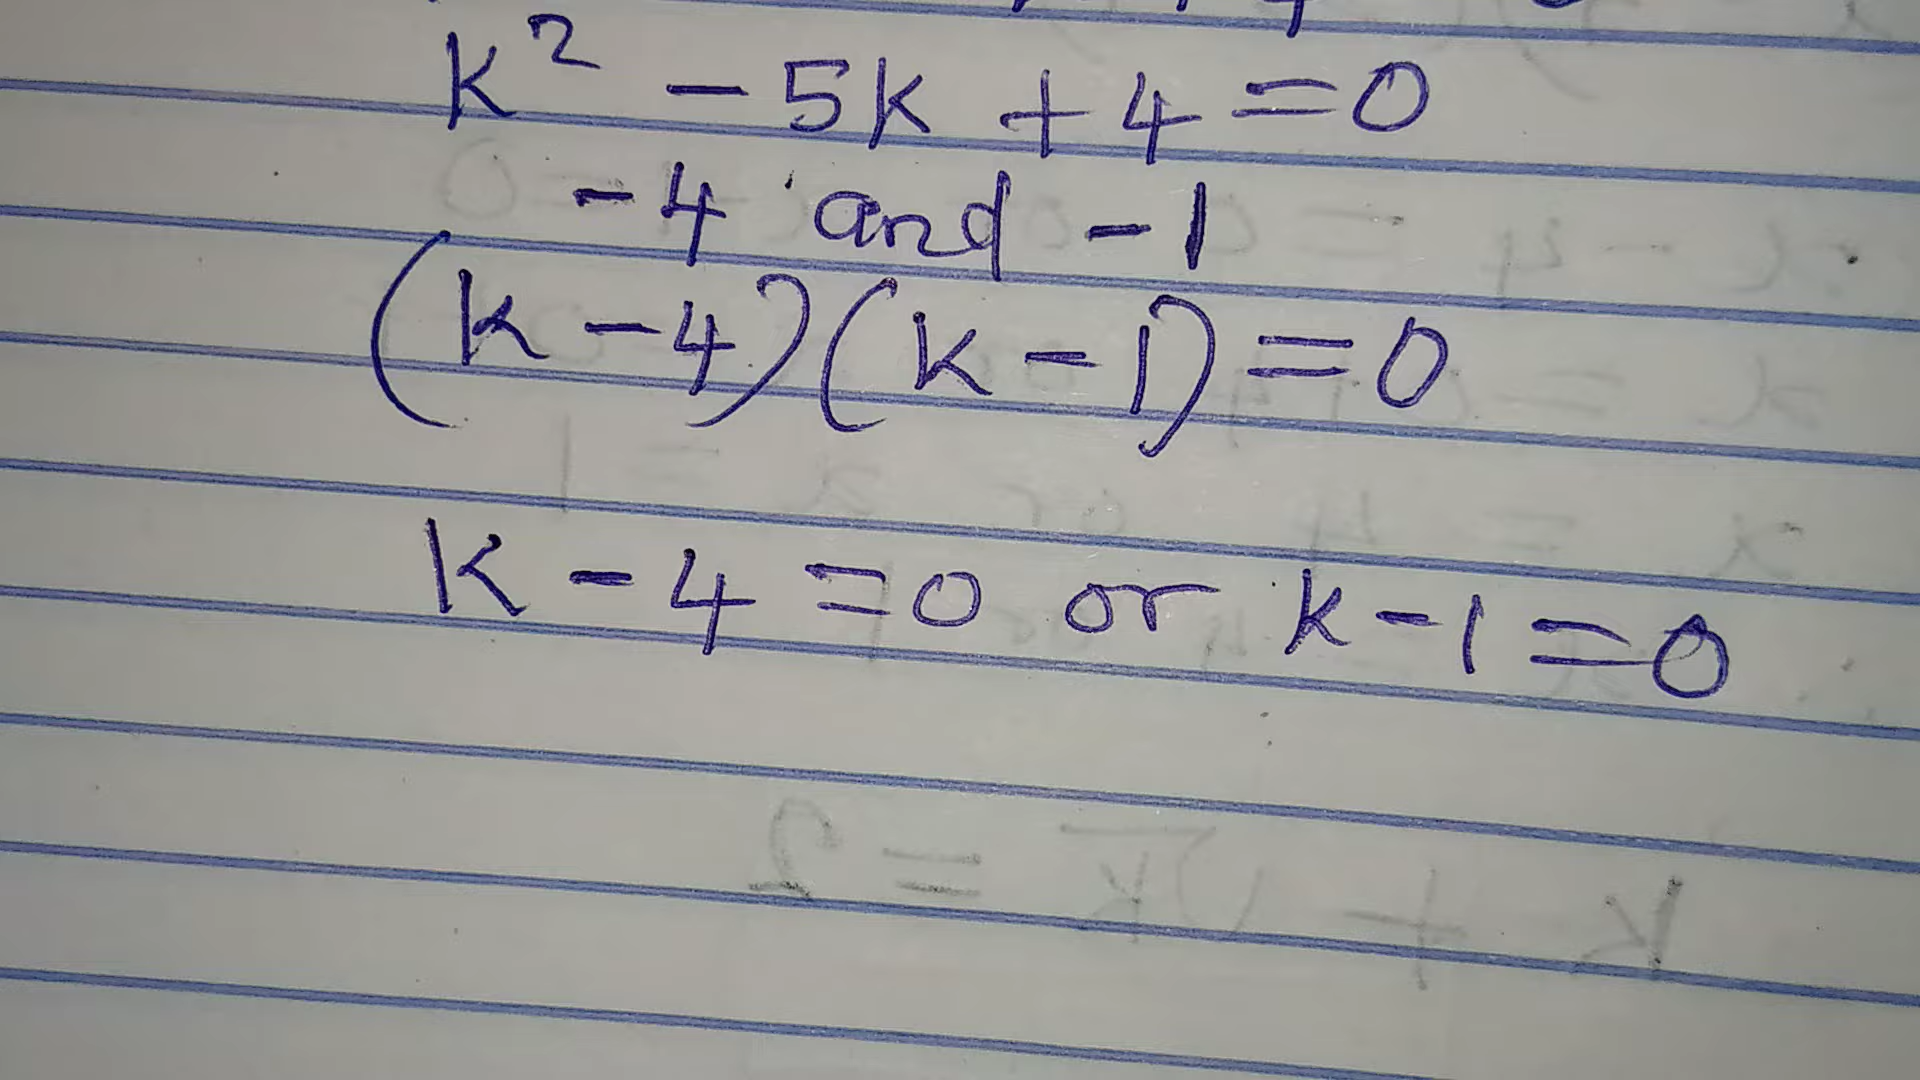 k² - 5k + 4 = 0
-4 and -1
(k - 4)(k - 1) = 0
k - 4 = 0 or k - 1 = 0